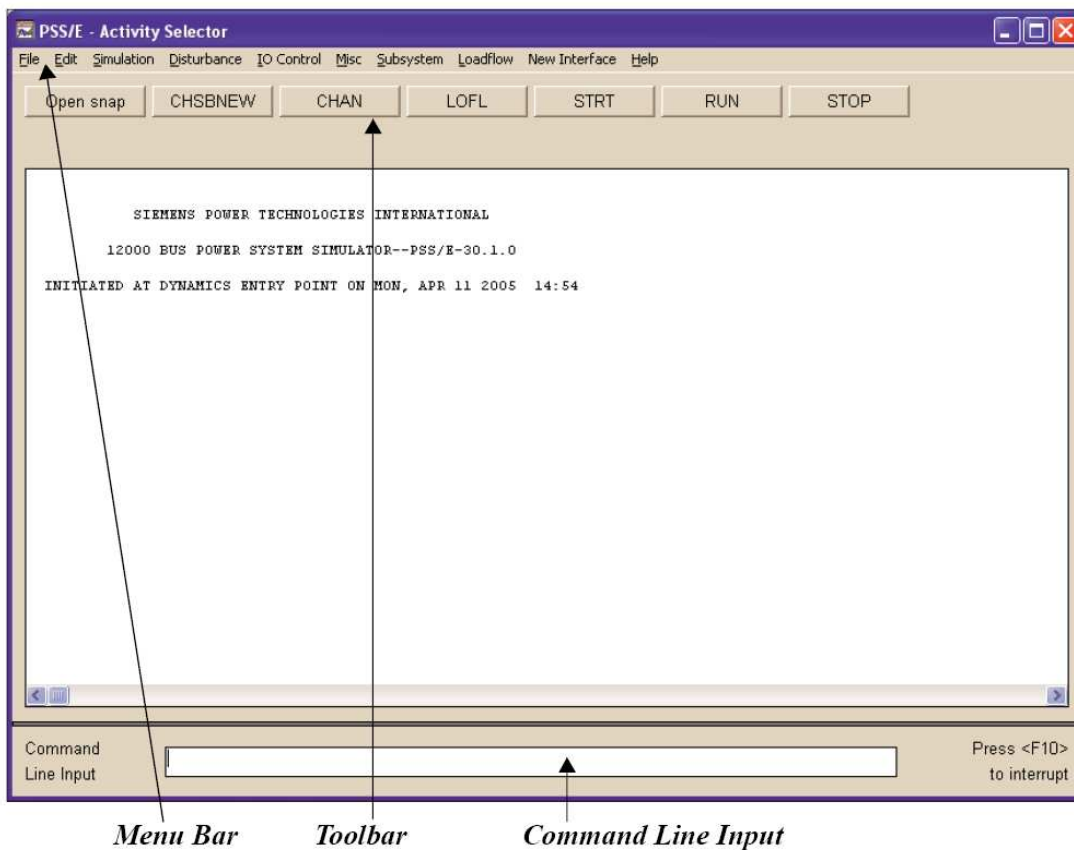 PSS/E - Activity Selector
File Edit Simulation Disturbance IO Control Misc Subsystem Loadflow New Interface Help
Open snap CHSBNEW CHAN LOFL STRT RUN STOP
SIEMENS POWER TECHNOLOGIES INTERNATIONAL
12000 BUS POWER SYSTEM SIMULATOR--PSS/E-30.1.0
INITIATED AT DYNAMICS ENTRY POINT ON MON, APR 11 2005 14:54
Command
Line Input
Press <F10>
to interrupt
Menu Bar Toolbar Command Line Input